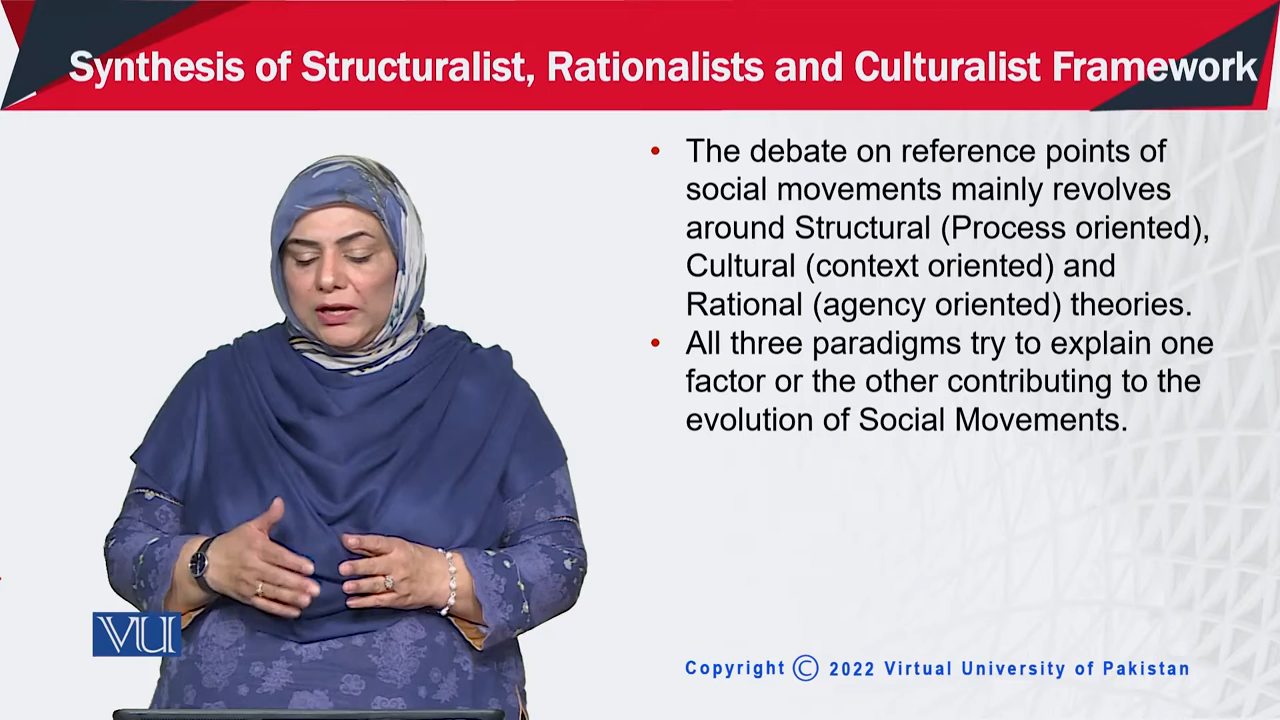 Synthesis of Structuralist, Rationalists and Culturalist Framework
• The debate on reference points of
social movements mainly revolves
around Structural (Process oriented),
Cultural (context oriented) and
Rational (agency oriented) theories.
• All three paradigms try to explain one
factor or the other contributing to the
evolution of Social Movements.
VU
Copyright © 2022 Virtual University of Pakistan